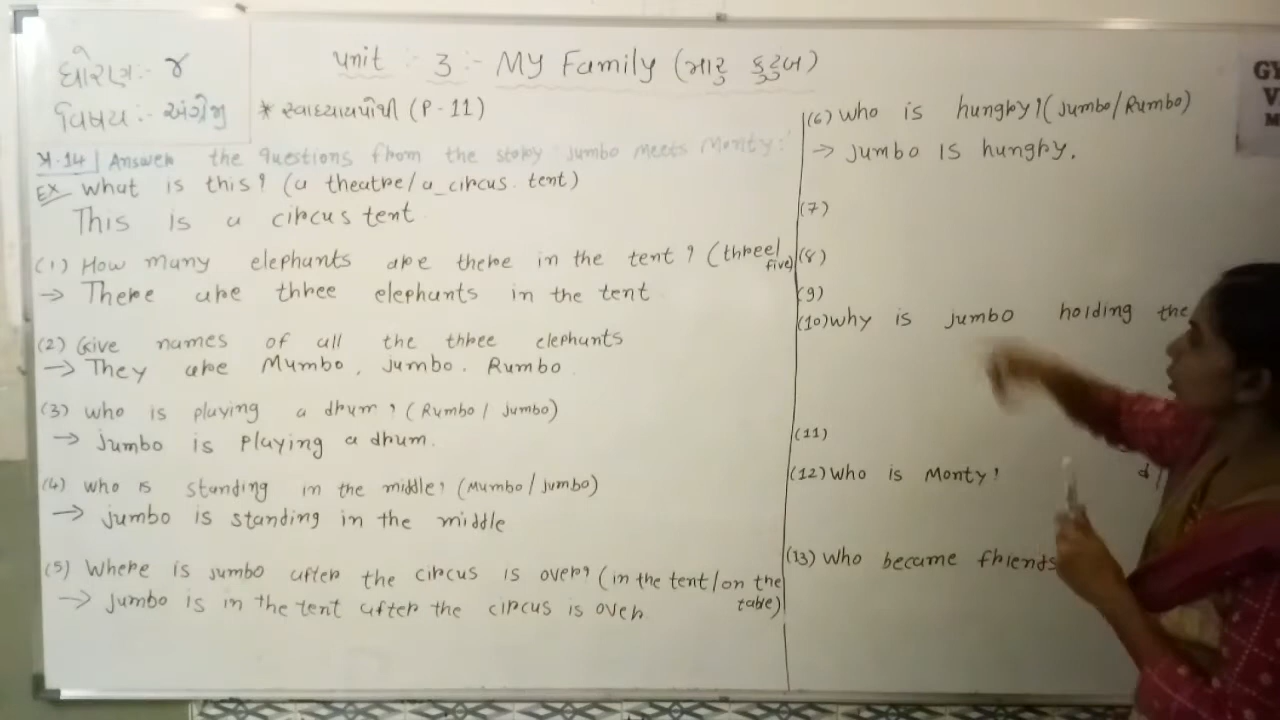 ધોરણ:- ૪
વિષય:- અંગ્રેજી
Unit :- 3 :- MY Family (મારુ કુટુંબ)
* સ્વાધ્યાયપોથી (P-11)
પ્ર.14 | Answer the questions from the story Jumbo meets Monty:
Ex What is this? (a theatre/a circus tent)
This is a circus tent
(1) How many elephants are there in the tent? (three/
five)
→ There are three elephants in the tent
(2) Give names of all the three elephants
→ They are Mumbo, Jumbo. Rumbo
(3) who is playing a drum? (Rumbo / Jumbo)
→ Jumbo is playing a drum.
(4) who is standing in the middle? (Mumbo / Jumbo)
→ Jumbo is standing in the middle
(5) Where is Jumbo after the circus is over? (in the tent/on the
table)
→ Jumbo is in the tent after the circus is over
(6) Who is hungry? (Jumbo/Rumbo)
→ Jumbo is hungry.
(7)
(8)
(9)
(10) Why is Jumbo holding the
(11)
(12) Who is Monty?
(13) Who became friends
GY
V
M